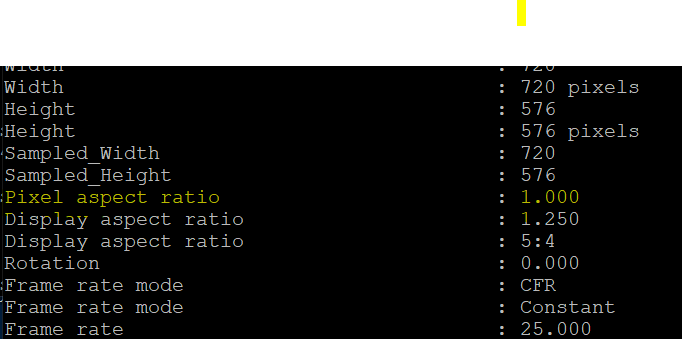 Width : 720
Width : 720 pixels
Height : 576
Height : 576 pixels
Sampled_Width : 720
Sampled_Height : 576
Pixel aspect ratio : 1.000
Display aspect ratio : 1.250
Display aspect ratio : 5:4
Rotation : 0.000
Frame rate mode : CFR
Frame rate mode : Constant
Frame rate : 25.000